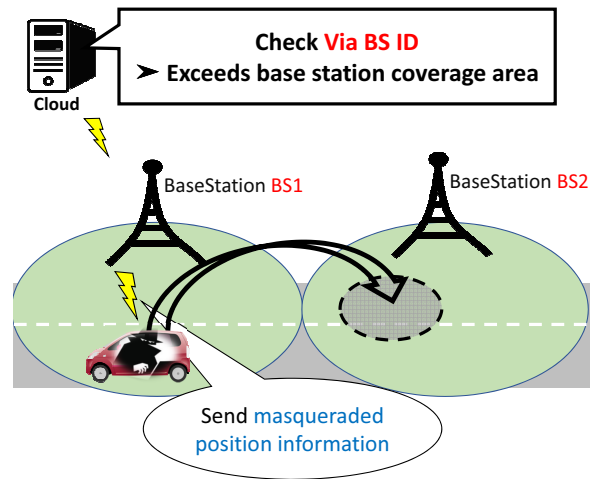 Check Via BS ID
➤ Exceeds base station coverage area
Cloud
BaseStation BS1
BaseStation BS2
Send masqueraded
position information